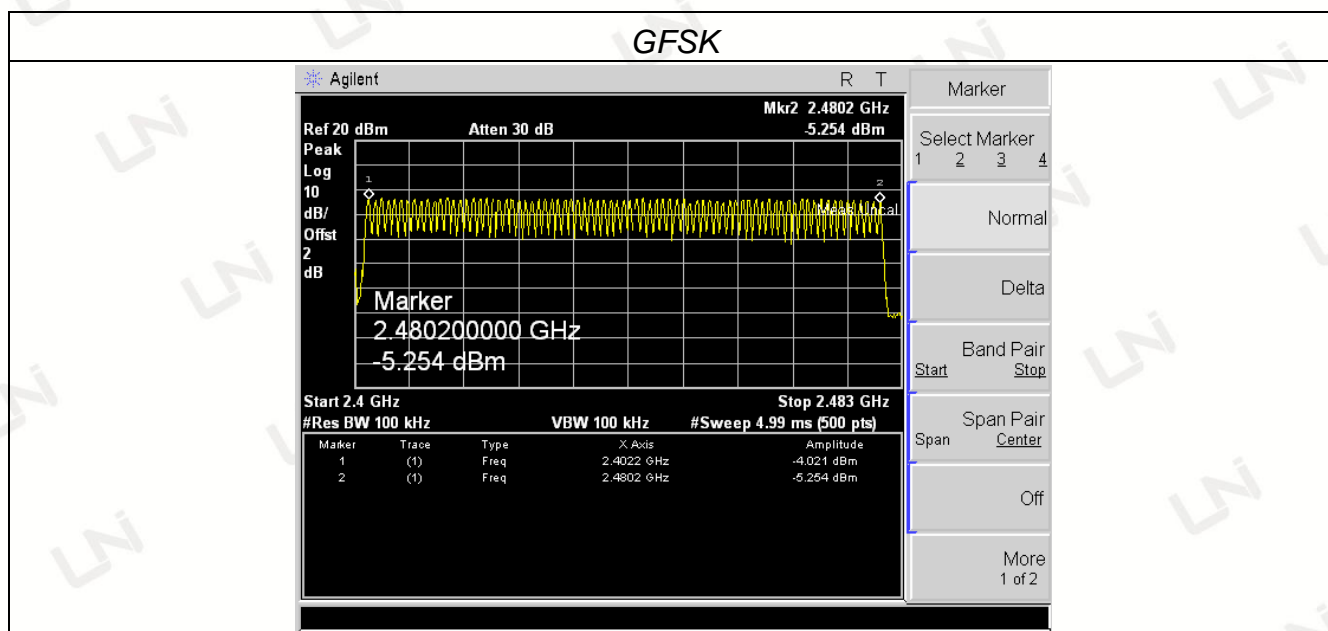 GFSK
Agilent R T
Mkr2 2.4802 GHz
Ref 20 dBm Atten 30 dB -5.254 dBm
Peak
Log
10
dB/
Offst
2
dB
1
2
Meas Uncal
Marker
2.480200000 GHz
-5.254 dBm
Start 2.4 GHz Stop 2.483 GHz
#Res BW 100 kHz VBW 100 kHz #Sweep 4.99 ms (500 pts)
Marker Trace Type X Axis Amplitude
1 (1) Freq 2.4022 GHz -4.021 dBm
2 (1) Freq 2.4802 GHz -5.254 dBm
Marker
Select Marker
1 2 3 4
Normal
Delta
Band Pair
Start Stop
Span Pair
Span Center
Off
More
1 of 2